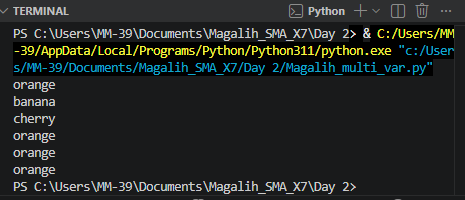 TERMINAL
Python
PS C:\Users\MM-39\Documents\Magalih_SMA_X7\Day 2> & C:/Users/MM
-39/AppData/Local/Programs/Python/Python311/python.exe "c:/User
s/MM-39/Documents/Magalih_SMA_X7/Day 2/Magalih_multi_var.py"
orange
banana
cherry
orange
orange
orange
PS C:\Users\MM-39\Documents\Magalih_SMA_X7\Day 2>